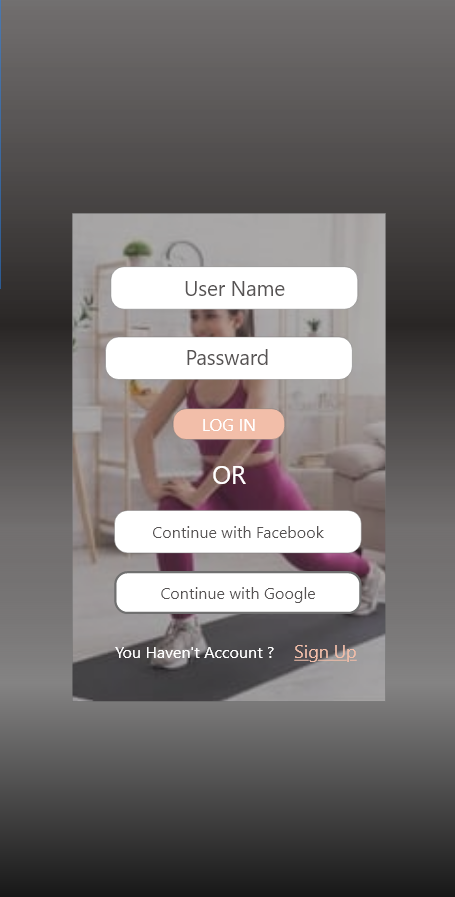 User Name
Passward
LOG IN
OR
Continue with Facebook
Continue with Google
You Haven't Account ? Sign Up